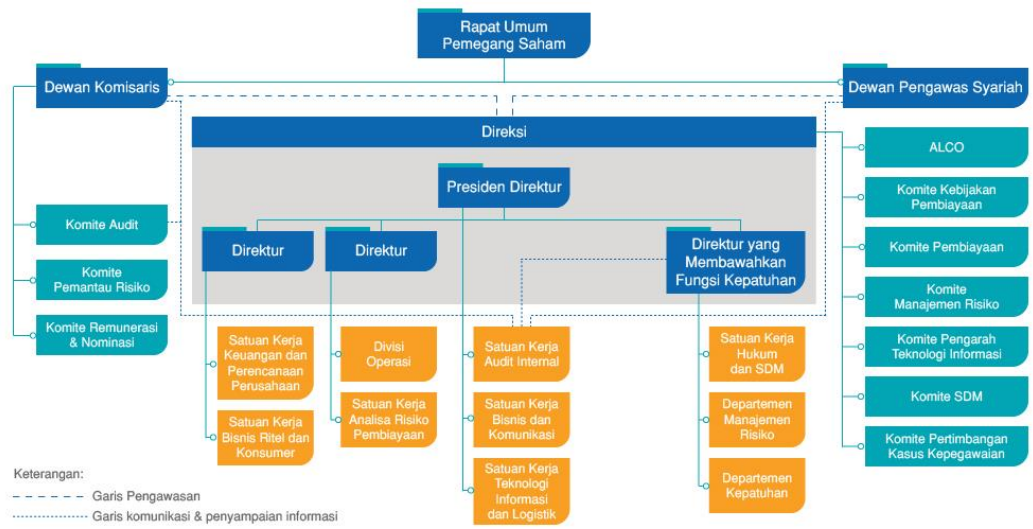 Rapat Umum
Pemegang Saham
Dewan Komisaris
Dewan Pengawas Syariah
Direksi
Presiden Direktur
Direktur
Direktur
Direktur yang
Membawahkan
Fungsi Kepatuhan
Komite Audit
Komite
Pemantau Risiko
Komite Remunerasi
& Nominasi
ALCO
Komite Kebijakan
Pembiayaan
Komite Pembiayaan
Komite
Manajemen Risiko
Komite Pengarah
Teknologi Informasi
Komite SDM
Komite Pertimbangan
Kasus Kepegawaian
Satuan Kerja
Keuangan dan
Perencanaan
Perusahaan
Satuan Kerja
Bisnis Ritel dan
Konsumer
Divisi
Operasi
Satuan Kerja
Analisa Risiko
Pembiayaan
Satuan Kerja
Audit Internal
Satuan Kerja
Bisnis dan
Komunikasi
Satuan Kerja
Teknologi
Informasi
dan Logistik
Satuan Kerja
Hukum
dan SDM
Departemen
Manajemen
Risiko
Departemen
Kepatuhan
Keterangan:
Garis Pengawasan
Garis komunikasi & penyampaian informasi